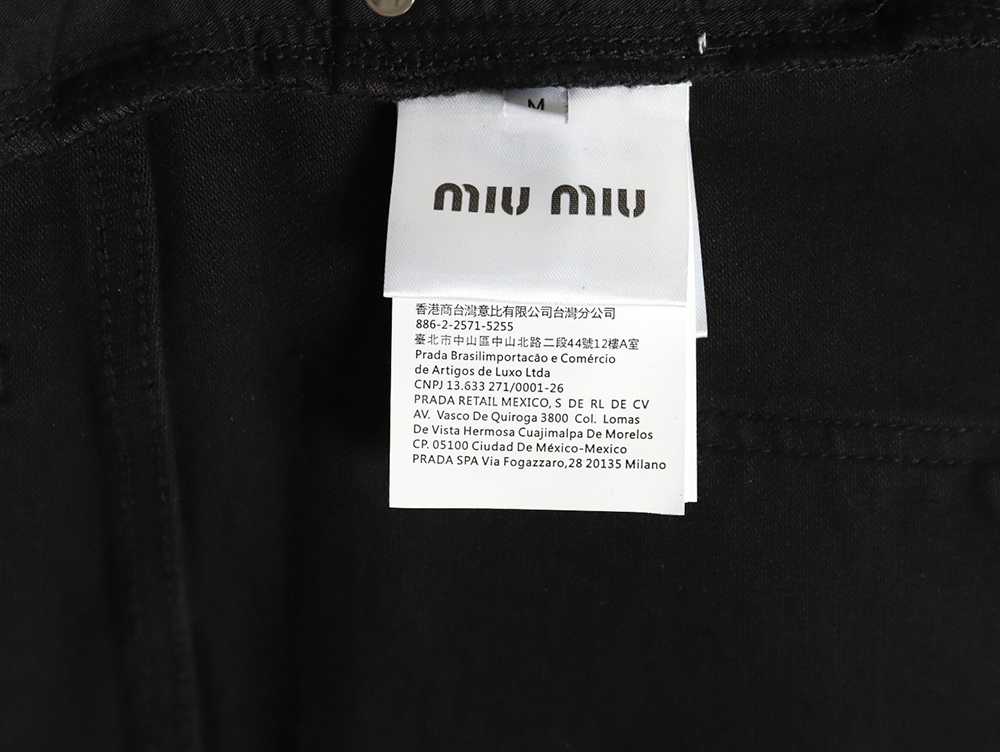 M
miu miu
香港商台灣意比有限公司台灣分公司
886-2-2571-5255
臺北市中山區中山北路二段44號12樓A室
Prada Brasilimportacão e Comércio
de Artigos de Luxo Ltda
CNPJ 13.633 271/0001-26
PRADA RETAIL MEXICO, S DE RL DE CV
AV. Vasco De Quiroga 3800 Col. Lomas
De Vista Hermosa Cuajimalpa De Morelos
CP. 05100 Ciudad De México-Mexico
PRADA SPA Via Fogazzaro,28 20135 Milano